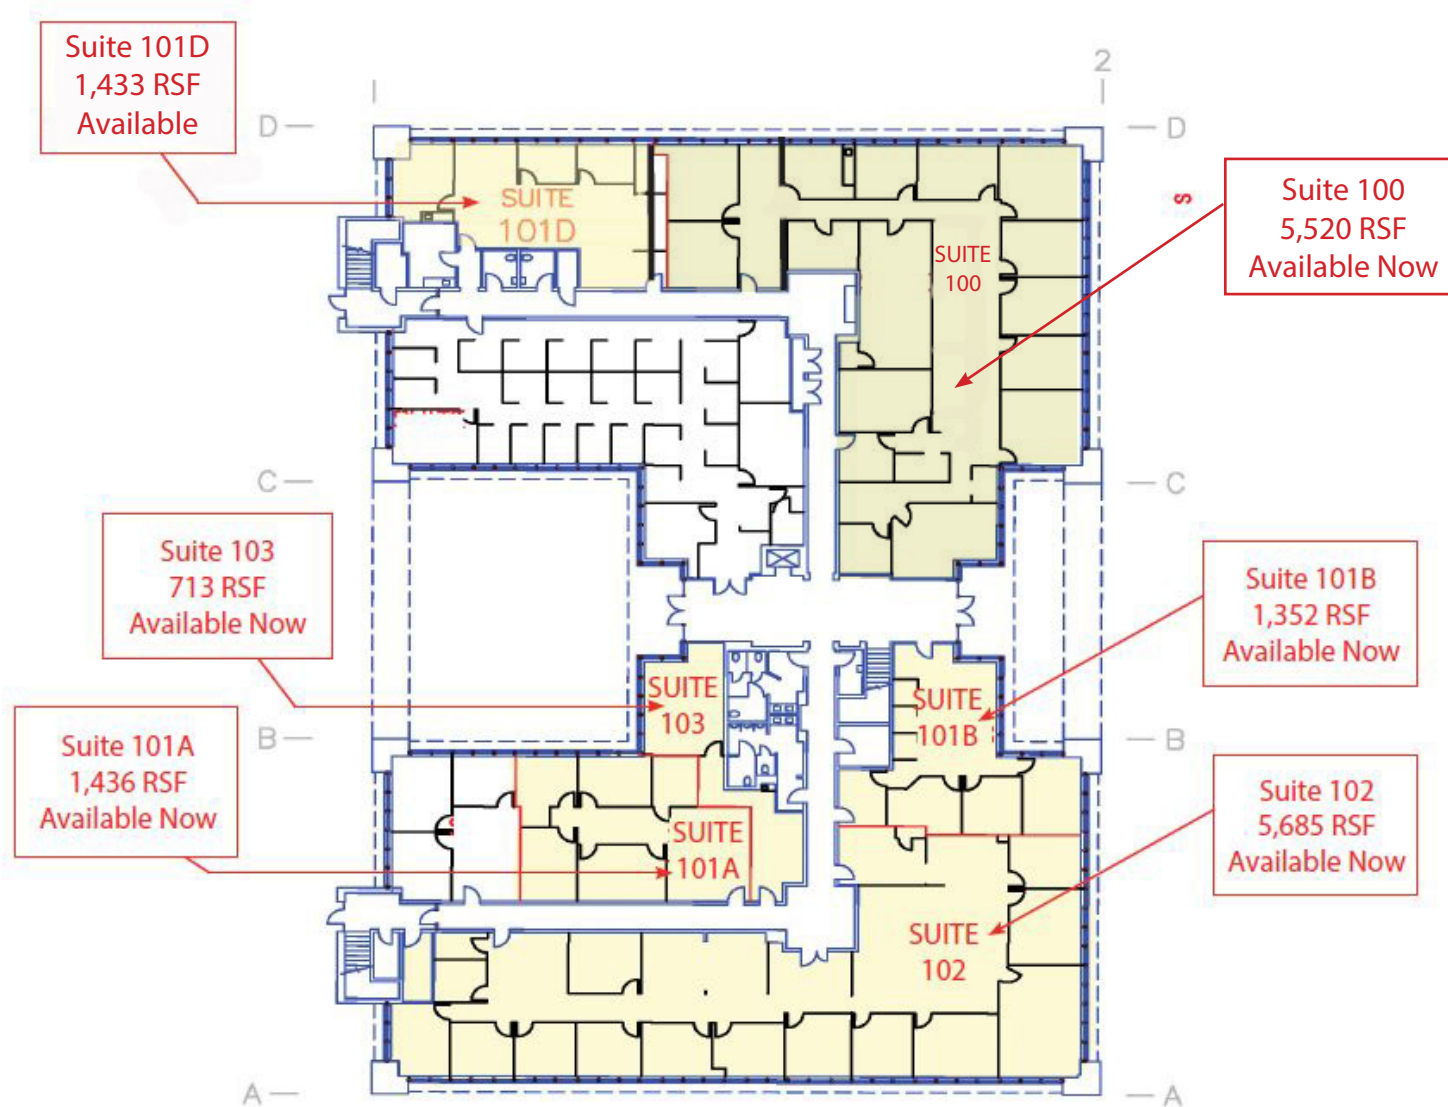 Suite 101D
1,433 RSF
Available
2
D
D
Suite 100
5,520 RSF
Available Now
S
SUITE
101D
SUITE
100
C
C
Suite 103
713 RSF
Available Now
Suite 101B
1,352 RSF
Available Now
SUITE
103
SUITE
101B
Suite 101A
1,436 RSF
Available Now
B
B
Suite 102
5,685 RSF
Available Now
SUITE
101A
SUITE
102
A
A